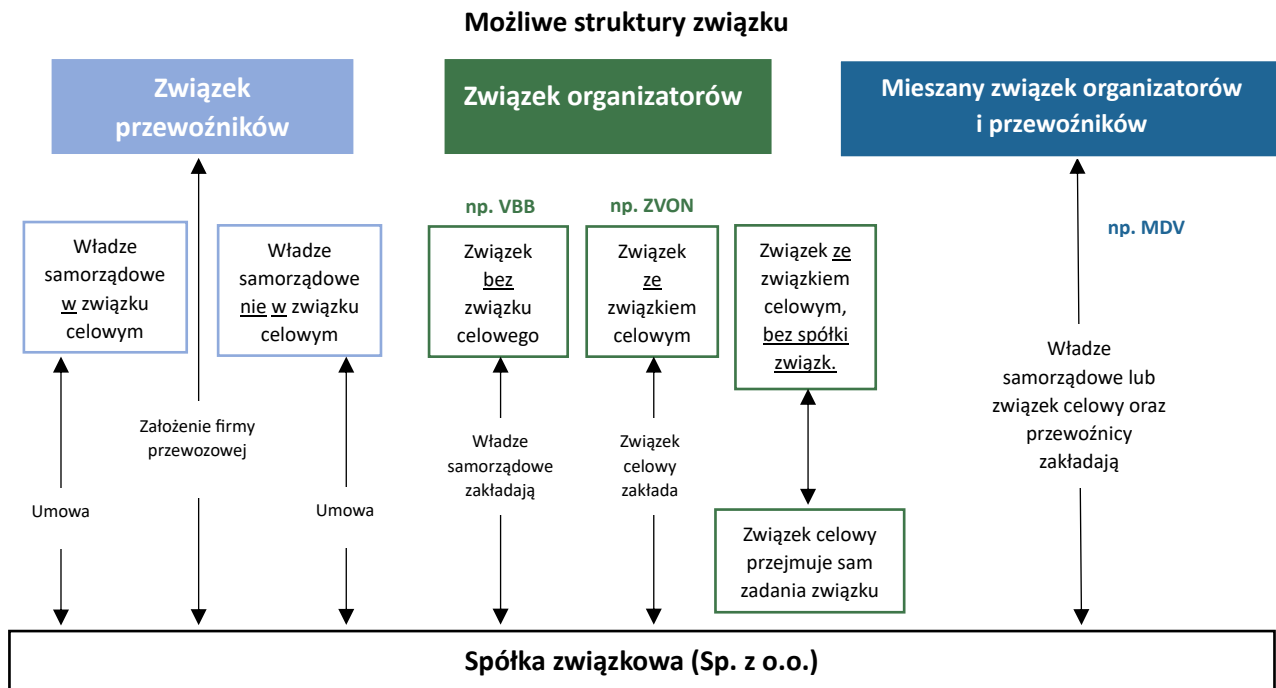 Możliwe struktury związku
Związek
przewoźników
Związek organizatorów
Mieszany związek organizatorów
i przewoźników
np. VBB
np. ZVON
np. MDV
Władze
samorządowe
w związku
celowym
Władze
samorządowe
nie w związku
celowym
Związek
bez
związku
celowego
Związek
ze
związkiem
celowym
Związek ze
związkiem
celowym,
bez spółki
związk.
Władze
samorządowe lub
związek celowy oraz
przewoźnicy
zakładają
Założenie firmy
przewozowej
Władze
samorządowe
zakładają
Związek
celowy
zakłada
Umowa
Umowa
Związek celowy
przejmuje sam
zadania związku
Spółka związkowa (Sp. z o.o.)